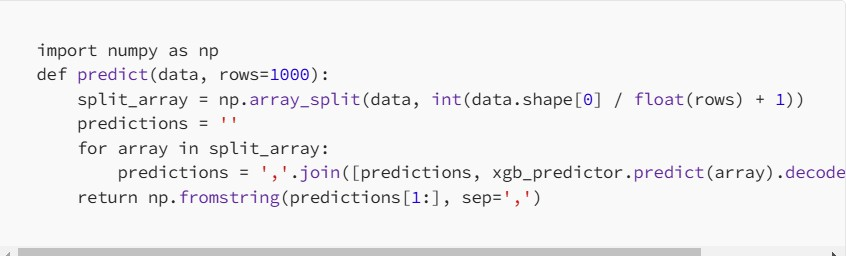 import numpy as np
def predict(data, rows=1000):
    split_array = np.array_split(data, int(data.shape[0] / float(rows) + 1))
    predictions = ''
    for array in split_array:
        predictions = ','.join([predictions, xgb_predictor.predict(array).decode
    return np.fromstring(predictions[1:], sep=',')